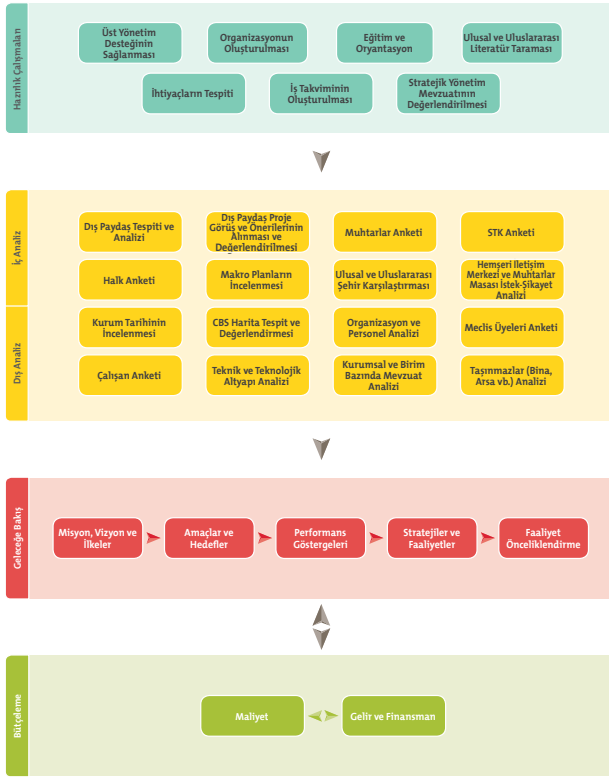 Hazırlık Çalışmaları
Üst Yönetim
Desteğinin
Sağlanması
Organizasyonun
Oluşturulması
Eğitim ve
Oryantasyon
Ulusal ve Uluslararası
Literatür Taraması
İhtiyaçların Tespiti
İş Takviminin
Oluşturulması
Stratejik Yönetim
Mevzuatının
Değerlendirilmesi
İç Analiz
Dış Paydaş Tespiti ve
Analizi
Dış Paydaş Proje
Görüş ve Önerilerinin
Alınması ve
Değerlendirilmesi
Muhtarlar Anketi
STK Anketi
Halk Anketi
Makro Planların
İncelenmesi
Ulusal ve Uluslararası
Şehir Karşılaştırması
Hemşeri İletişim
Merkezi ve Muhtarlar
Masası İstek-Şikayet
Analizi
Dış Analiz
Kurum Tarihinin
İncelenmesi
CBS Harita Tespit ve
Değerlendirmesi
Organizasyon ve
Personel Analizi
Meclis Üyeleri Anketi
Çalışan Anketi
Teknik ve Teknolojik
Altyapı Analizi
Kurumsal ve Birim
Bazında Mevzuat
Analizi
Taşınmazlar (Bina,
Arsa vb.) Analizi
Geleceğe Bakış
Misyon, Vizyon ve
İlkeler
Amaçlar ve
Hedefler
Performans
Göstergeleri
Stratejiler ve
Faaliyetler
Faaliyet
Önceliklendirme
Bütçeleme
Maliyet
Gelir ve Finansman